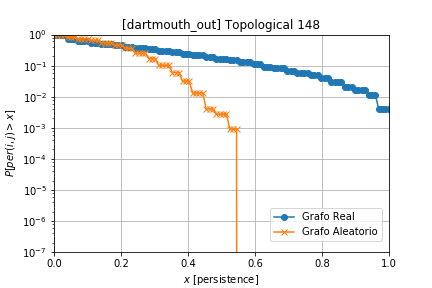 [dartmouth_out] Topological 148
P[per(i,j) > x]
10^0
10^-1
10^-2
10^-3
10^-4
10^-5
10^-6
10^-7
Grafo Real
Grafo Aleatorio
0.0 0.2 0.4 0.6 0.8 1.0
x [persistence]